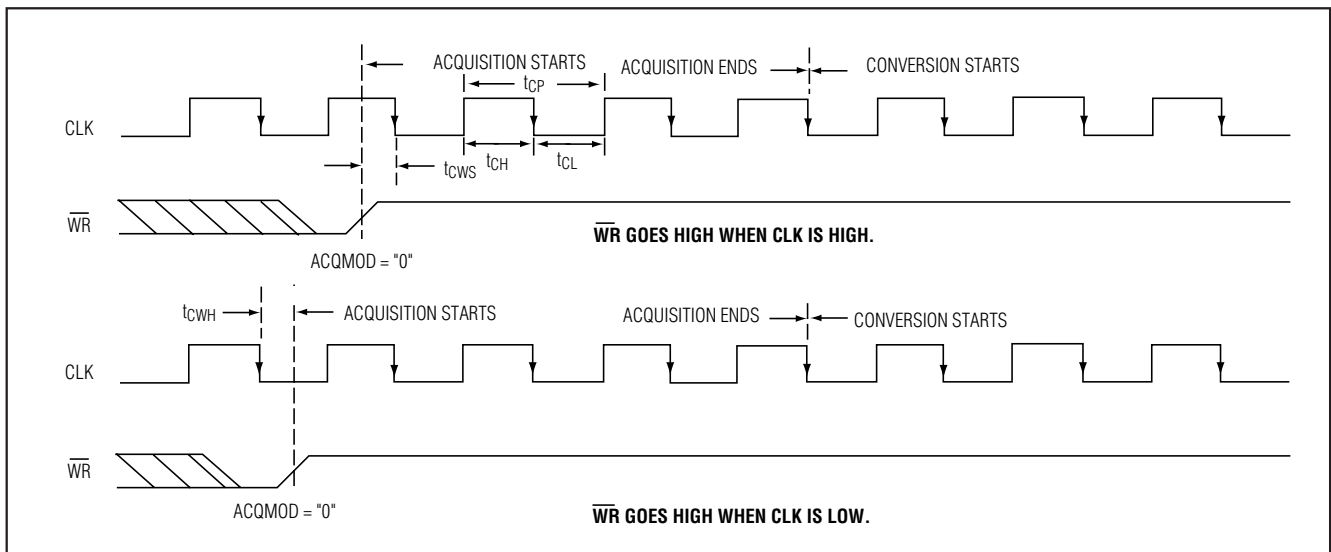 ACQUISITION STARTS
ACQUISITION ENDS
CONVERSION STARTS
tCP
CLK
tCWS
tCH
tCL
WR
WR GOES HIGH WHEN CLK IS HIGH.
ACQMOD = "0"
tCWH
ACQUISITION STARTS
ACQUISITION ENDS
CONVERSION STARTS
CLK
WR
ACQMOD = "0"
WR GOES HIGH WHEN CLK IS LOW.